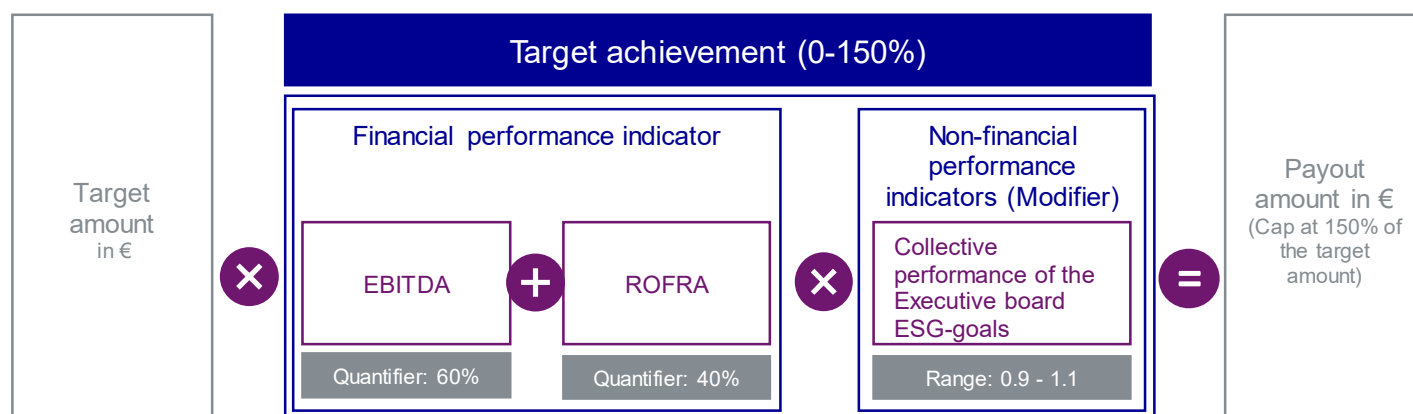 Target achievement (0-150%)
Target
amount
in €
Financial performance indicator
EBITDA
+
ROFRA
Quantifier: 60%
Quantifier: 40%
×
Non-financial
performance
indicators (Modifier)
Collective
performance of the
Executive board
ESG-goals
Range: 0.9 - 1.1
×
=
Payout
amount in €
(Cap at 150% of
the target
amount)